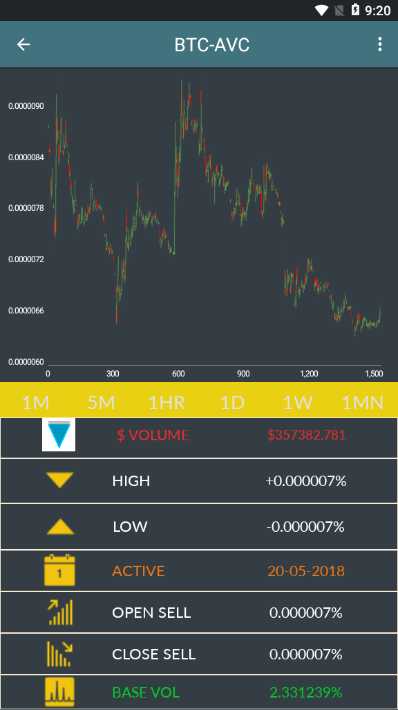 9:20
BTC-AVC
0.0000090
0.0000084
0.0000078
0.0000072
0.0000066
0.0000060
0 300 600 900 1,200 1,500
1M 5M 1HR 1D 1W 1MN
$ VOLUME $357382.781
HIGH +0.000007%
LOW -0.000007%
1 ACTIVE 20-05-2018
OPEN SELL 0.000007%
CLOSE SELL 0.000007%
BASE VOL 2.331239%